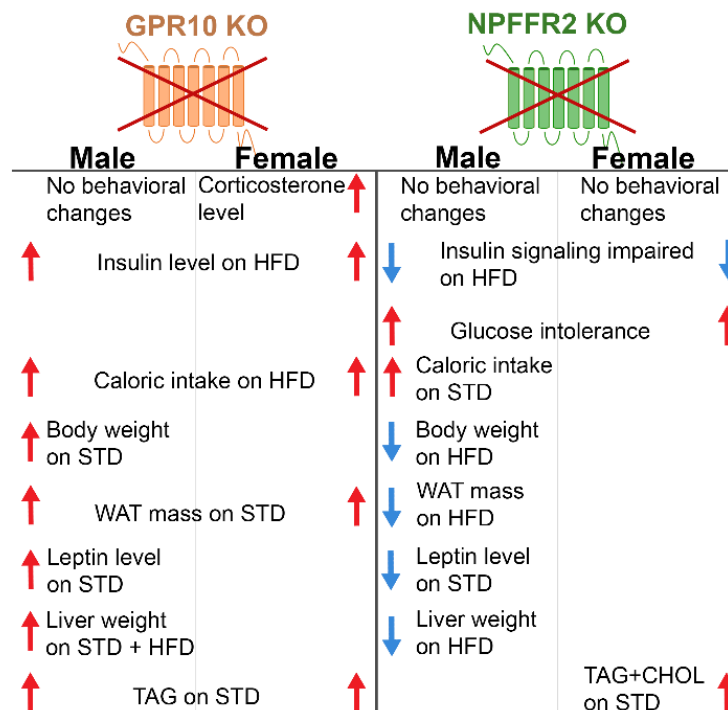 GPR10 KO
NPFFR2 KO
Male
Female
Male
Female
No behavioral
changes
Corticosterone
level
No behavioral
changes
No behavioral
changes
Insulin level on HFD
Insulin signaling impaired
on HFD
Glucose intolerance
Caloric intake on HFD
Caloric intake
on STD
Body weight
on STD
Body weight
on HFD
WAT mass on STD
WAT mass
on HFD
Leptin level
on STD
Leptin level
on STD
Liver weight
on STD + HFD
Liver weight
on HFD
TAG on STD
TAG+CHOL
on STD